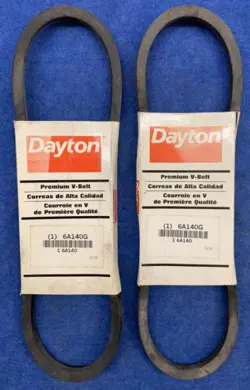 Dayton
Premium V-Belt
Correas de Alta Calidad
Courroie en V
de Première Qualité
(1) 6A140G
1 6A140
Dayton
Premium V-Belt
Correas de Alta Calidad
Courroie en V
de Première Qualité
(1) 6A140G
1 6A140